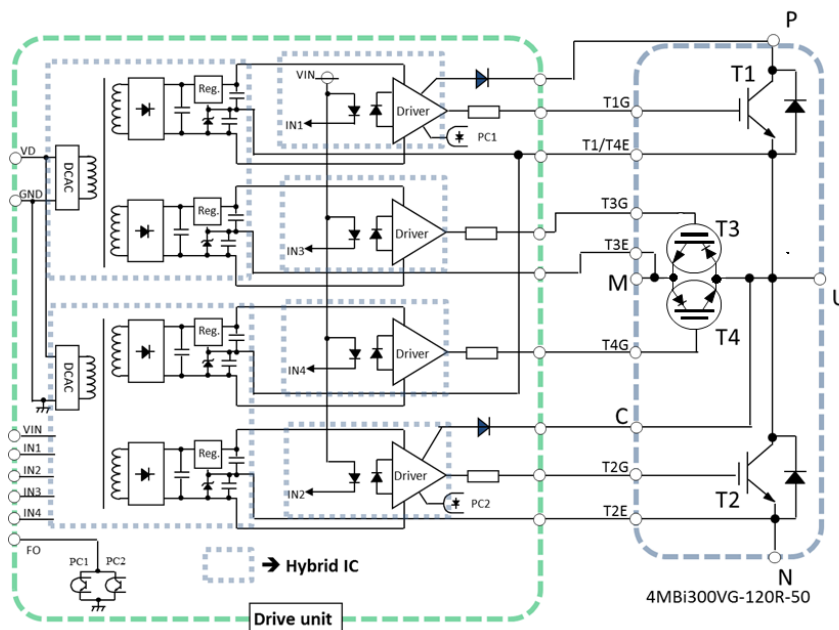 P
T1
Reg.
VIN
Driver
T1G
IN1
PC1
T1/T4E
DCAC
VD
GND
Reg.
T3G
Driver
T3
IN3
T3E
M
U
Reg.
Driver
T4
T4G
IN4
DCAC
C
VIN
IN1
Reg.
Driver
T2G
IN2
IN2
T2
IN3
PC2
T2E
IN4
FO
PC1
PC2
➔ Hybrid IC
N
4MBi300VG-120R-50
Drive unit